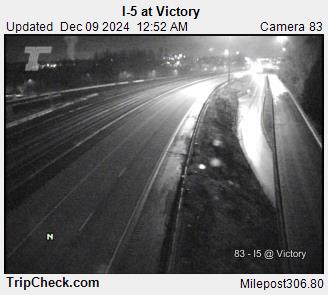 I-5 at Victory
Updated Dec 09 2024 12:52 AM Camera 83
T
N
83 - I5 @ Victory
TripCheck.com Milepost306.80